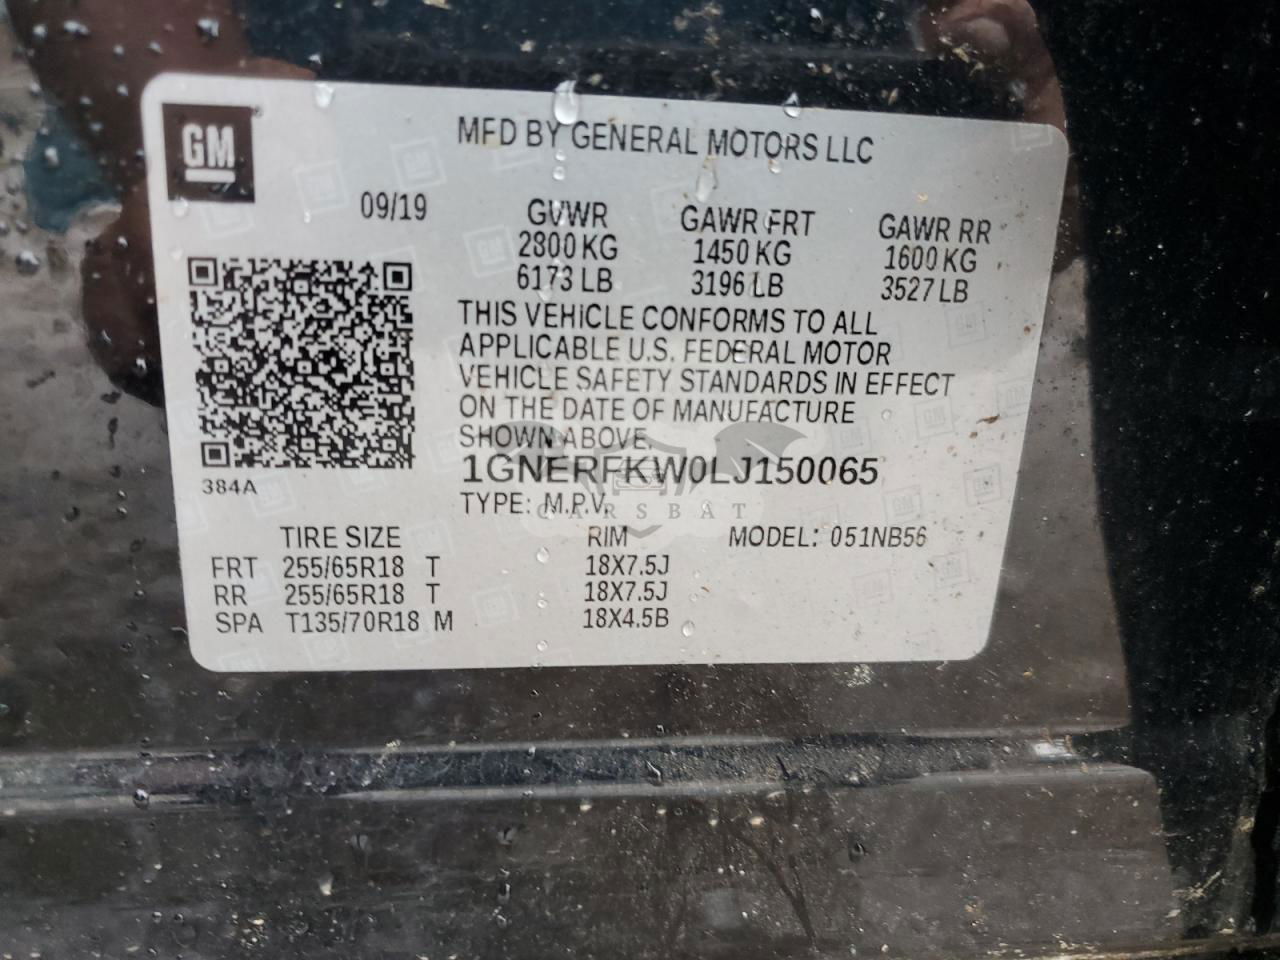 GM
MFD BY GENERAL MOTORS LLC
09/19 GVWR GAWR FRT GAWR RR
2800 KG 1450 KG 1600 KG
6173 LB 3196 LB 3527 LB
THIS VEHICLE CONFORMS TO ALL
APPLICABLE U.S. FEDERAL MOTOR
VEHICLE SAFETY STANDARDS IN EFFECT
ON THE DATE OF MANUFACTURE
SHOWN ABOVE.
1GNERFKW0LJ150065
384A
TYPE: M.P.V.
CARSBAT
TIRE SIZE RIM MODEL: 051NB56
FRT 255/65R18 T 18X7.5J
RR 255/65R18 T 18X7.5J
SPA T135/70R18 M 18X4.5B